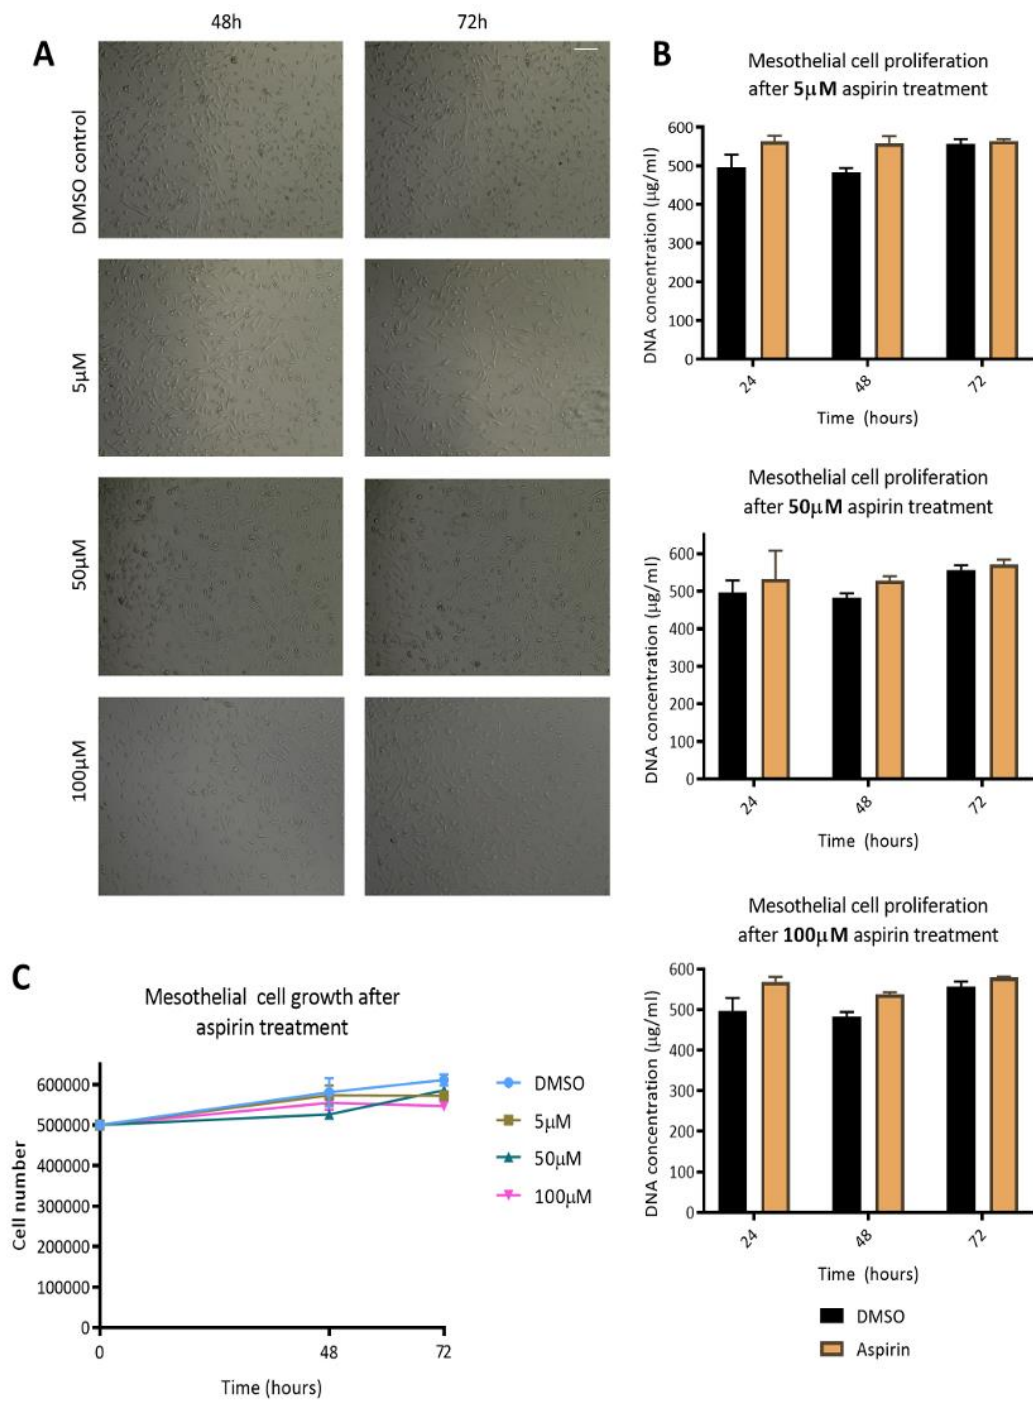 48h
72h
A
DMSO control
5µM
50µM
100µM
B
Mesothelial cell proliferation
after 5µM aspirin treatment
DNA concentration (µg/ml)
600
500
400
300
200
100
0
24
48
72
Time (hours)
Mesothelial cell proliferation
after 50µM aspirin treatment
DNA concentration (µg/ml)
600
500
400
300
200
100
0
24
48
72
Time (hours)
Mesothelial cell proliferation
after 100µM aspirin treatment
DNA concentration (µg/ml)
600
500
400
300
200
100
0
24
48
72
Time (hours)
DMSO
Aspirin
C
Mesothelial cell growth after
aspirin treatment
Cell number
600000
500000
400000
300000
200000
100000
0
0
48
72
Time (hours)
DMSO
5µM
50µM
100µM